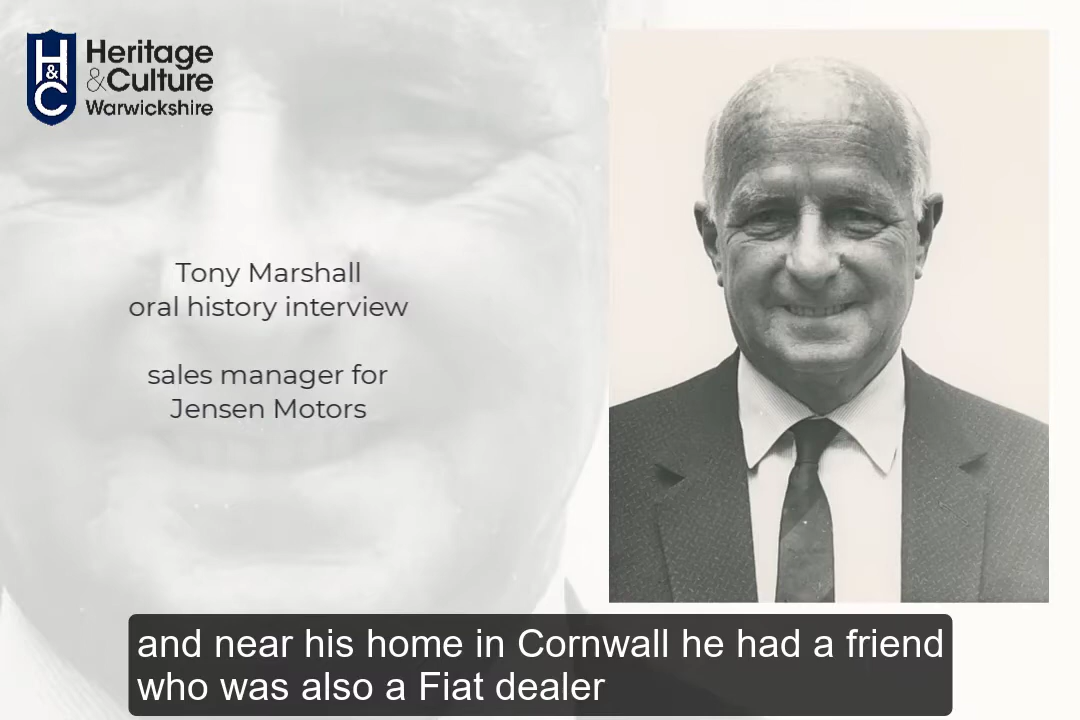 H&C
Heritage
&Culture
Warwickshire
Tony Marshall
oral history interview
sales manager for
Jensen Motors
and near his home in Cornwall he had a friend
who was also a Fiat dealer